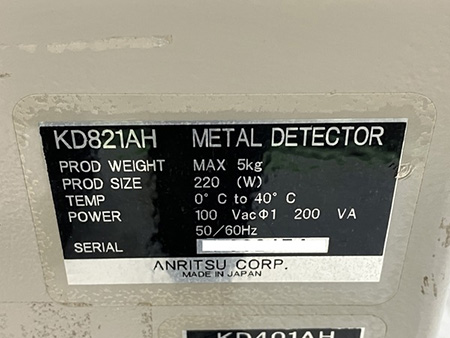 KD821AH METAL DETECTOR
PROD WEIGHT MAX 5kg
PROD SIZE 220 (W)
TEMP 0°C to 40°C
POWER 100 VacΦ1 200 VA
50/60Hz
SERIAL
ANRITSU CORP.
MADE IN JAPAN
KD401AH